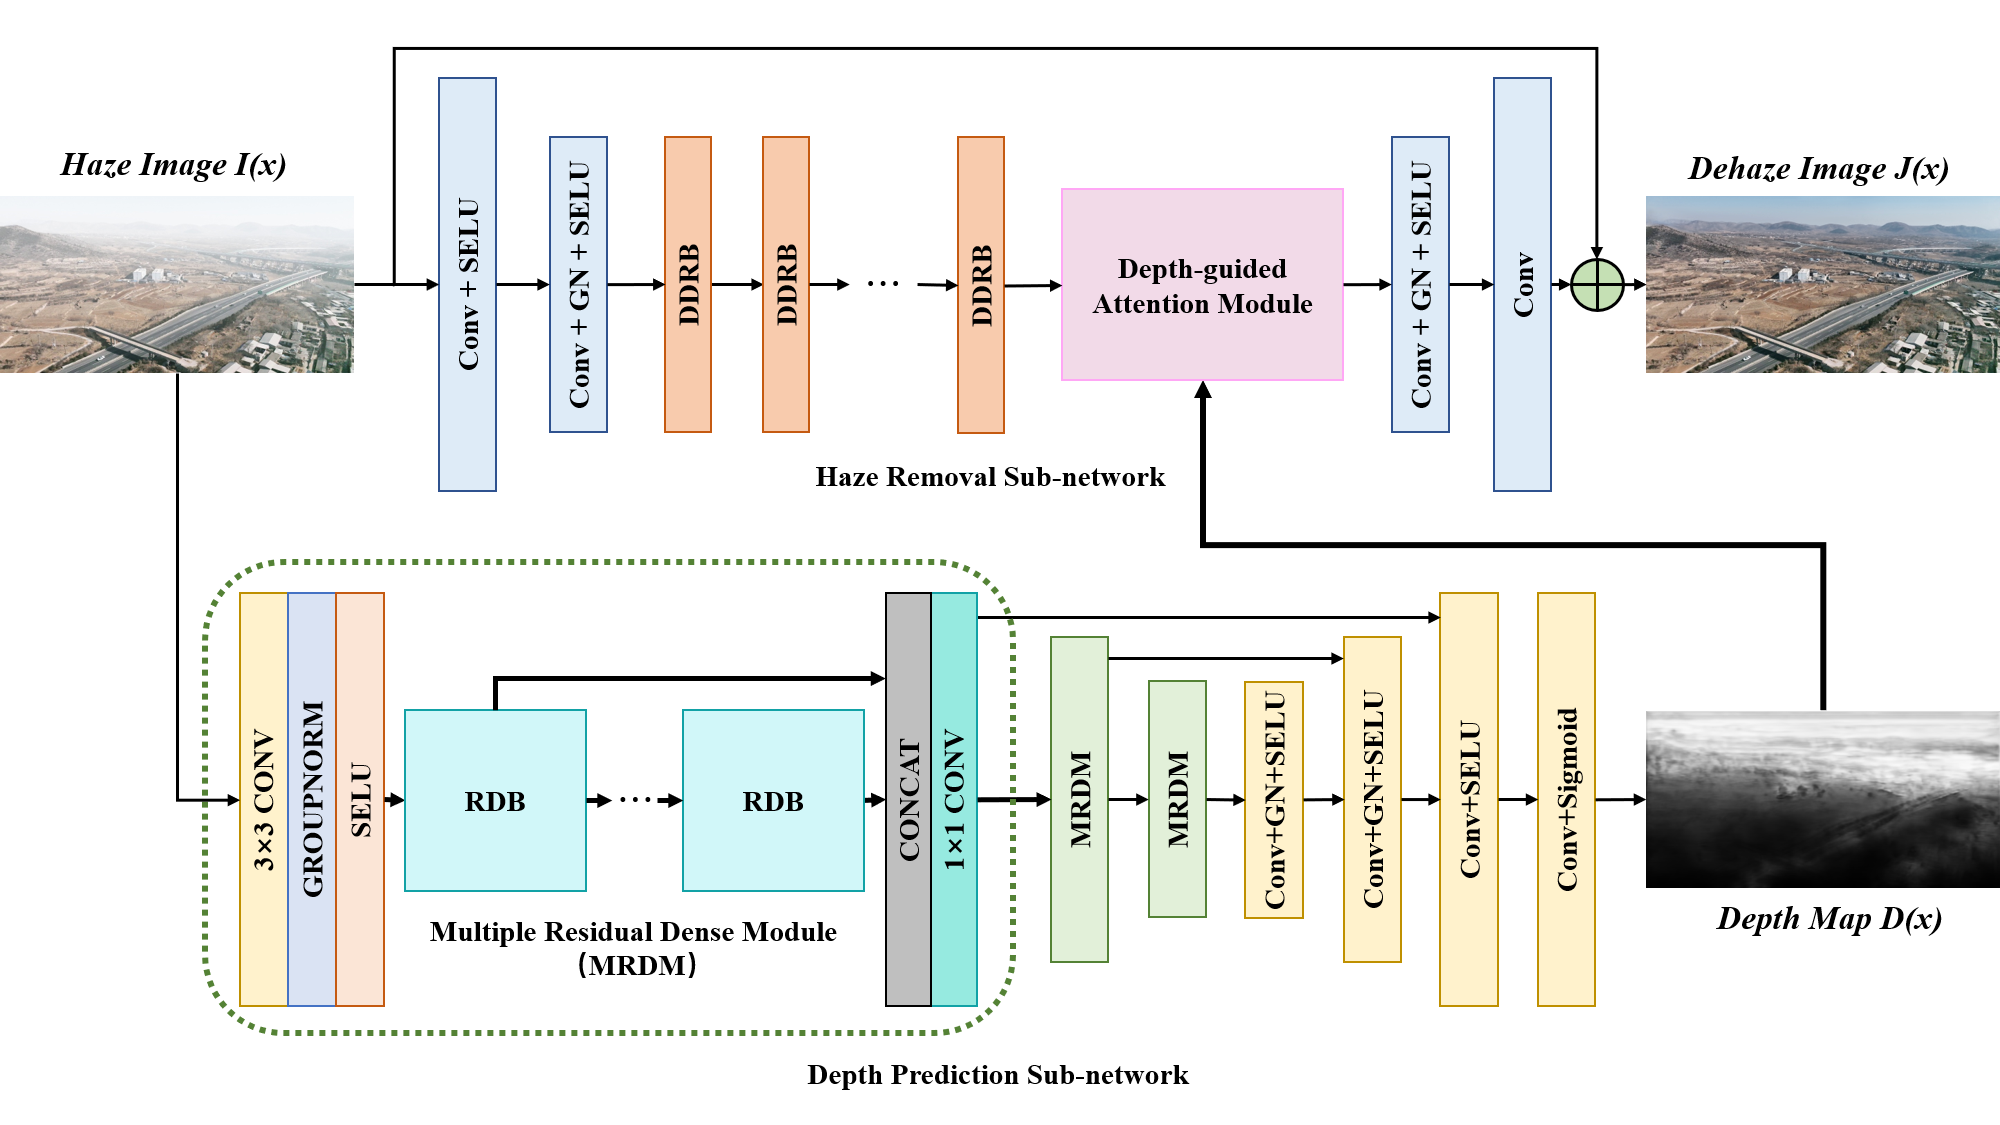 Haze Image I(x)
Dehaze Image J(x)
Conv + SELU
Conv + GN + SELU
DDRB
DDRB
···
DDRB
Depth-guided
Attention Module
Conv + GN + SELU
Conv
Haze Removal Sub-network
3×3 CONV
GROUPNORM
SELU
RDB
···
RDB
CONCAT
1×1 CONV
Multiple Residual Dense Module
(MRDM)
MRDM
MRDM
Conv+GN+SELU
Conv+GN+SELU
Conv+SELU
Conv+Sigmoid
Depth Map D(x)
Depth Prediction Sub-network